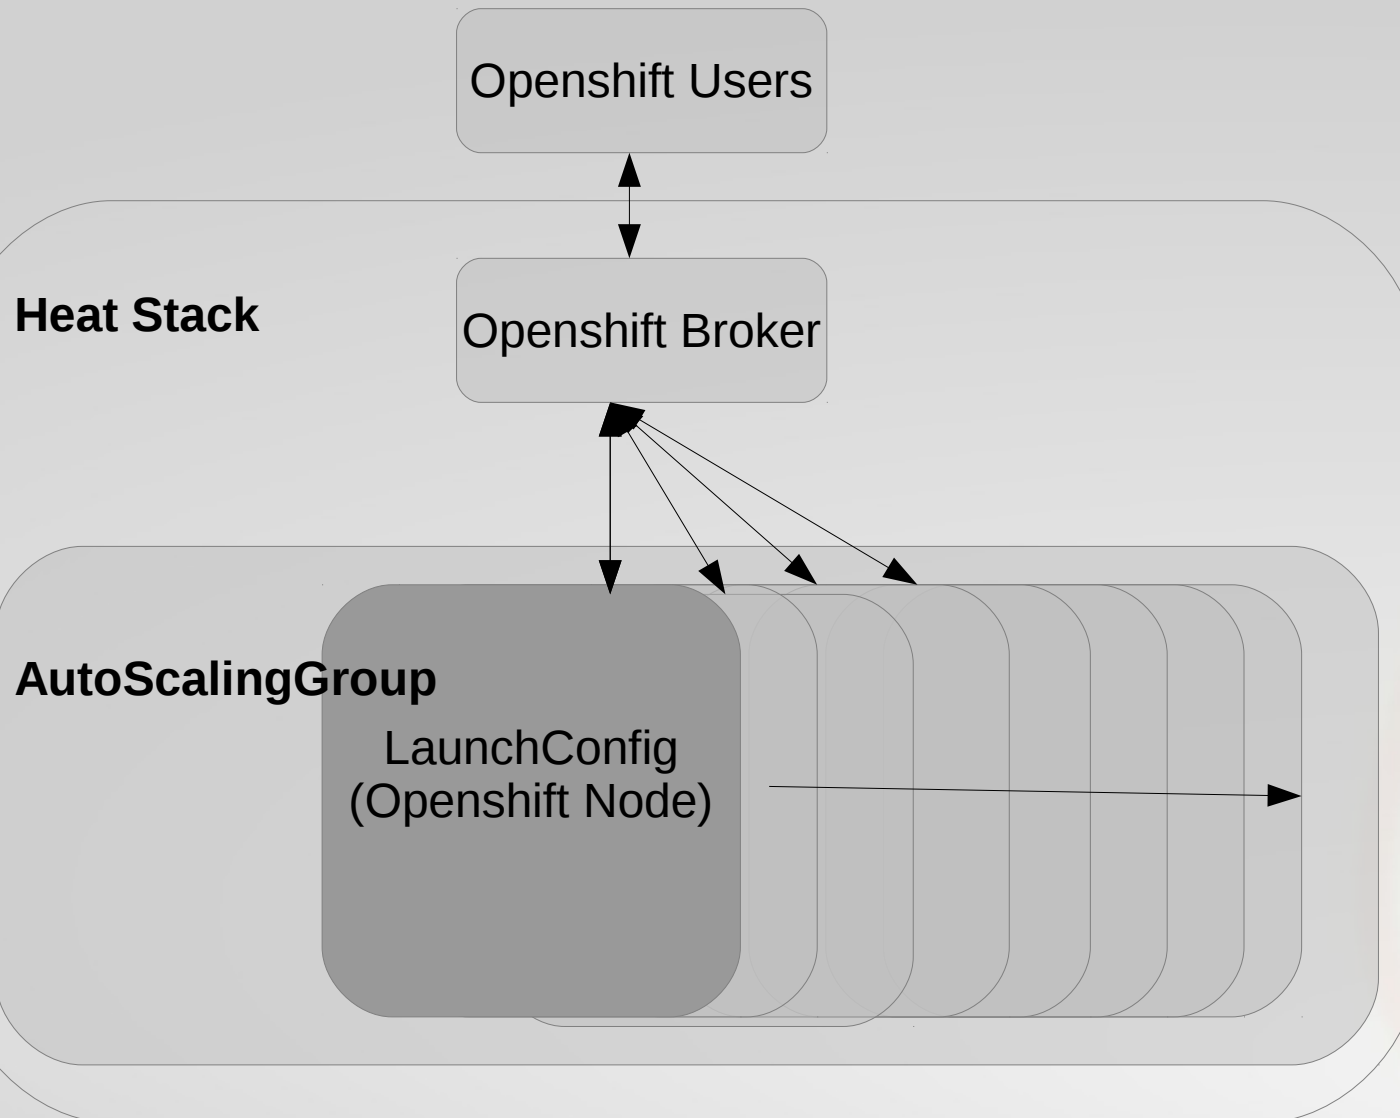 Openshift Users
Heat Stack
Openshift Broker
AutoScalingGroup
LaunchConfig
(Openshift Node)